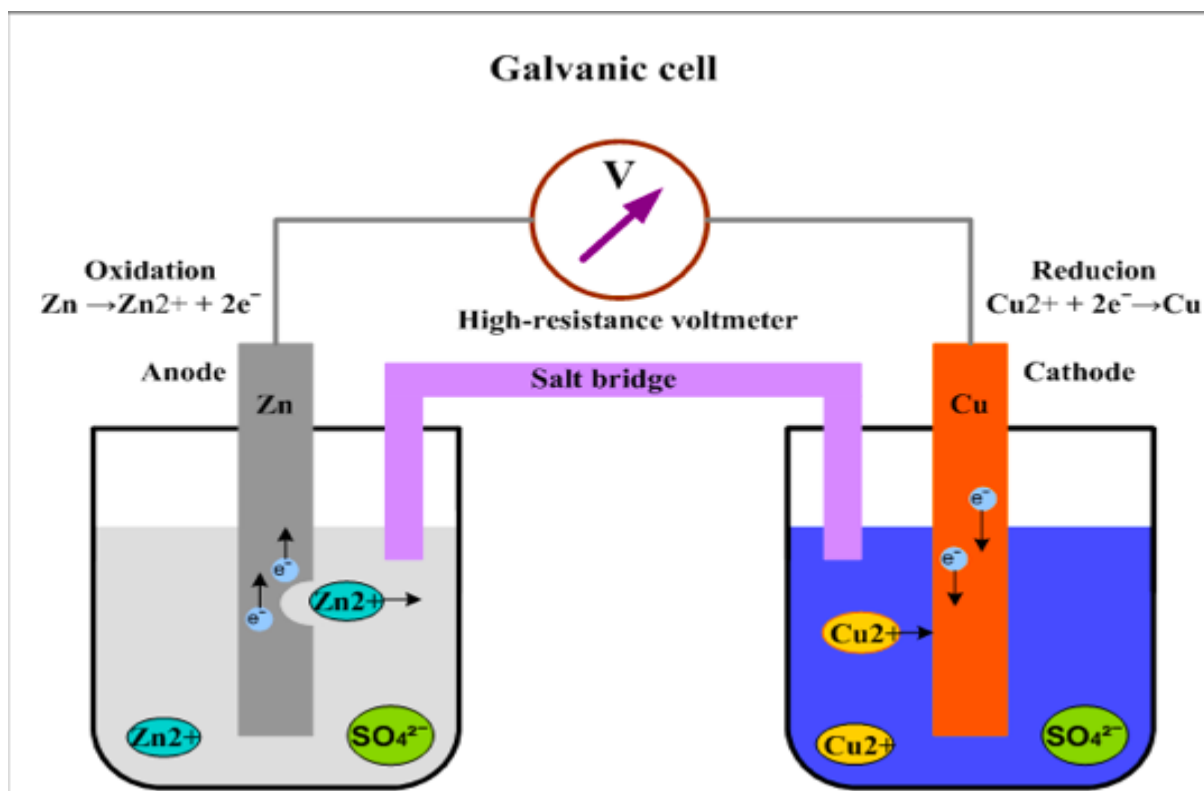 Galvanic cell
V
Oxidation
Zn →Zn2+ + 2e⁻
Reducion
Cu2+ + 2e⁻→Cu
High-resistance voltmeter
Anode
Salt bridge
Cathode
Zn
Cu
e⁻
e⁻
e⁻
e⁻
Zn2+
Cu2+
Zn2+
SO₄²⁻
Cu2+
SO₄²⁻